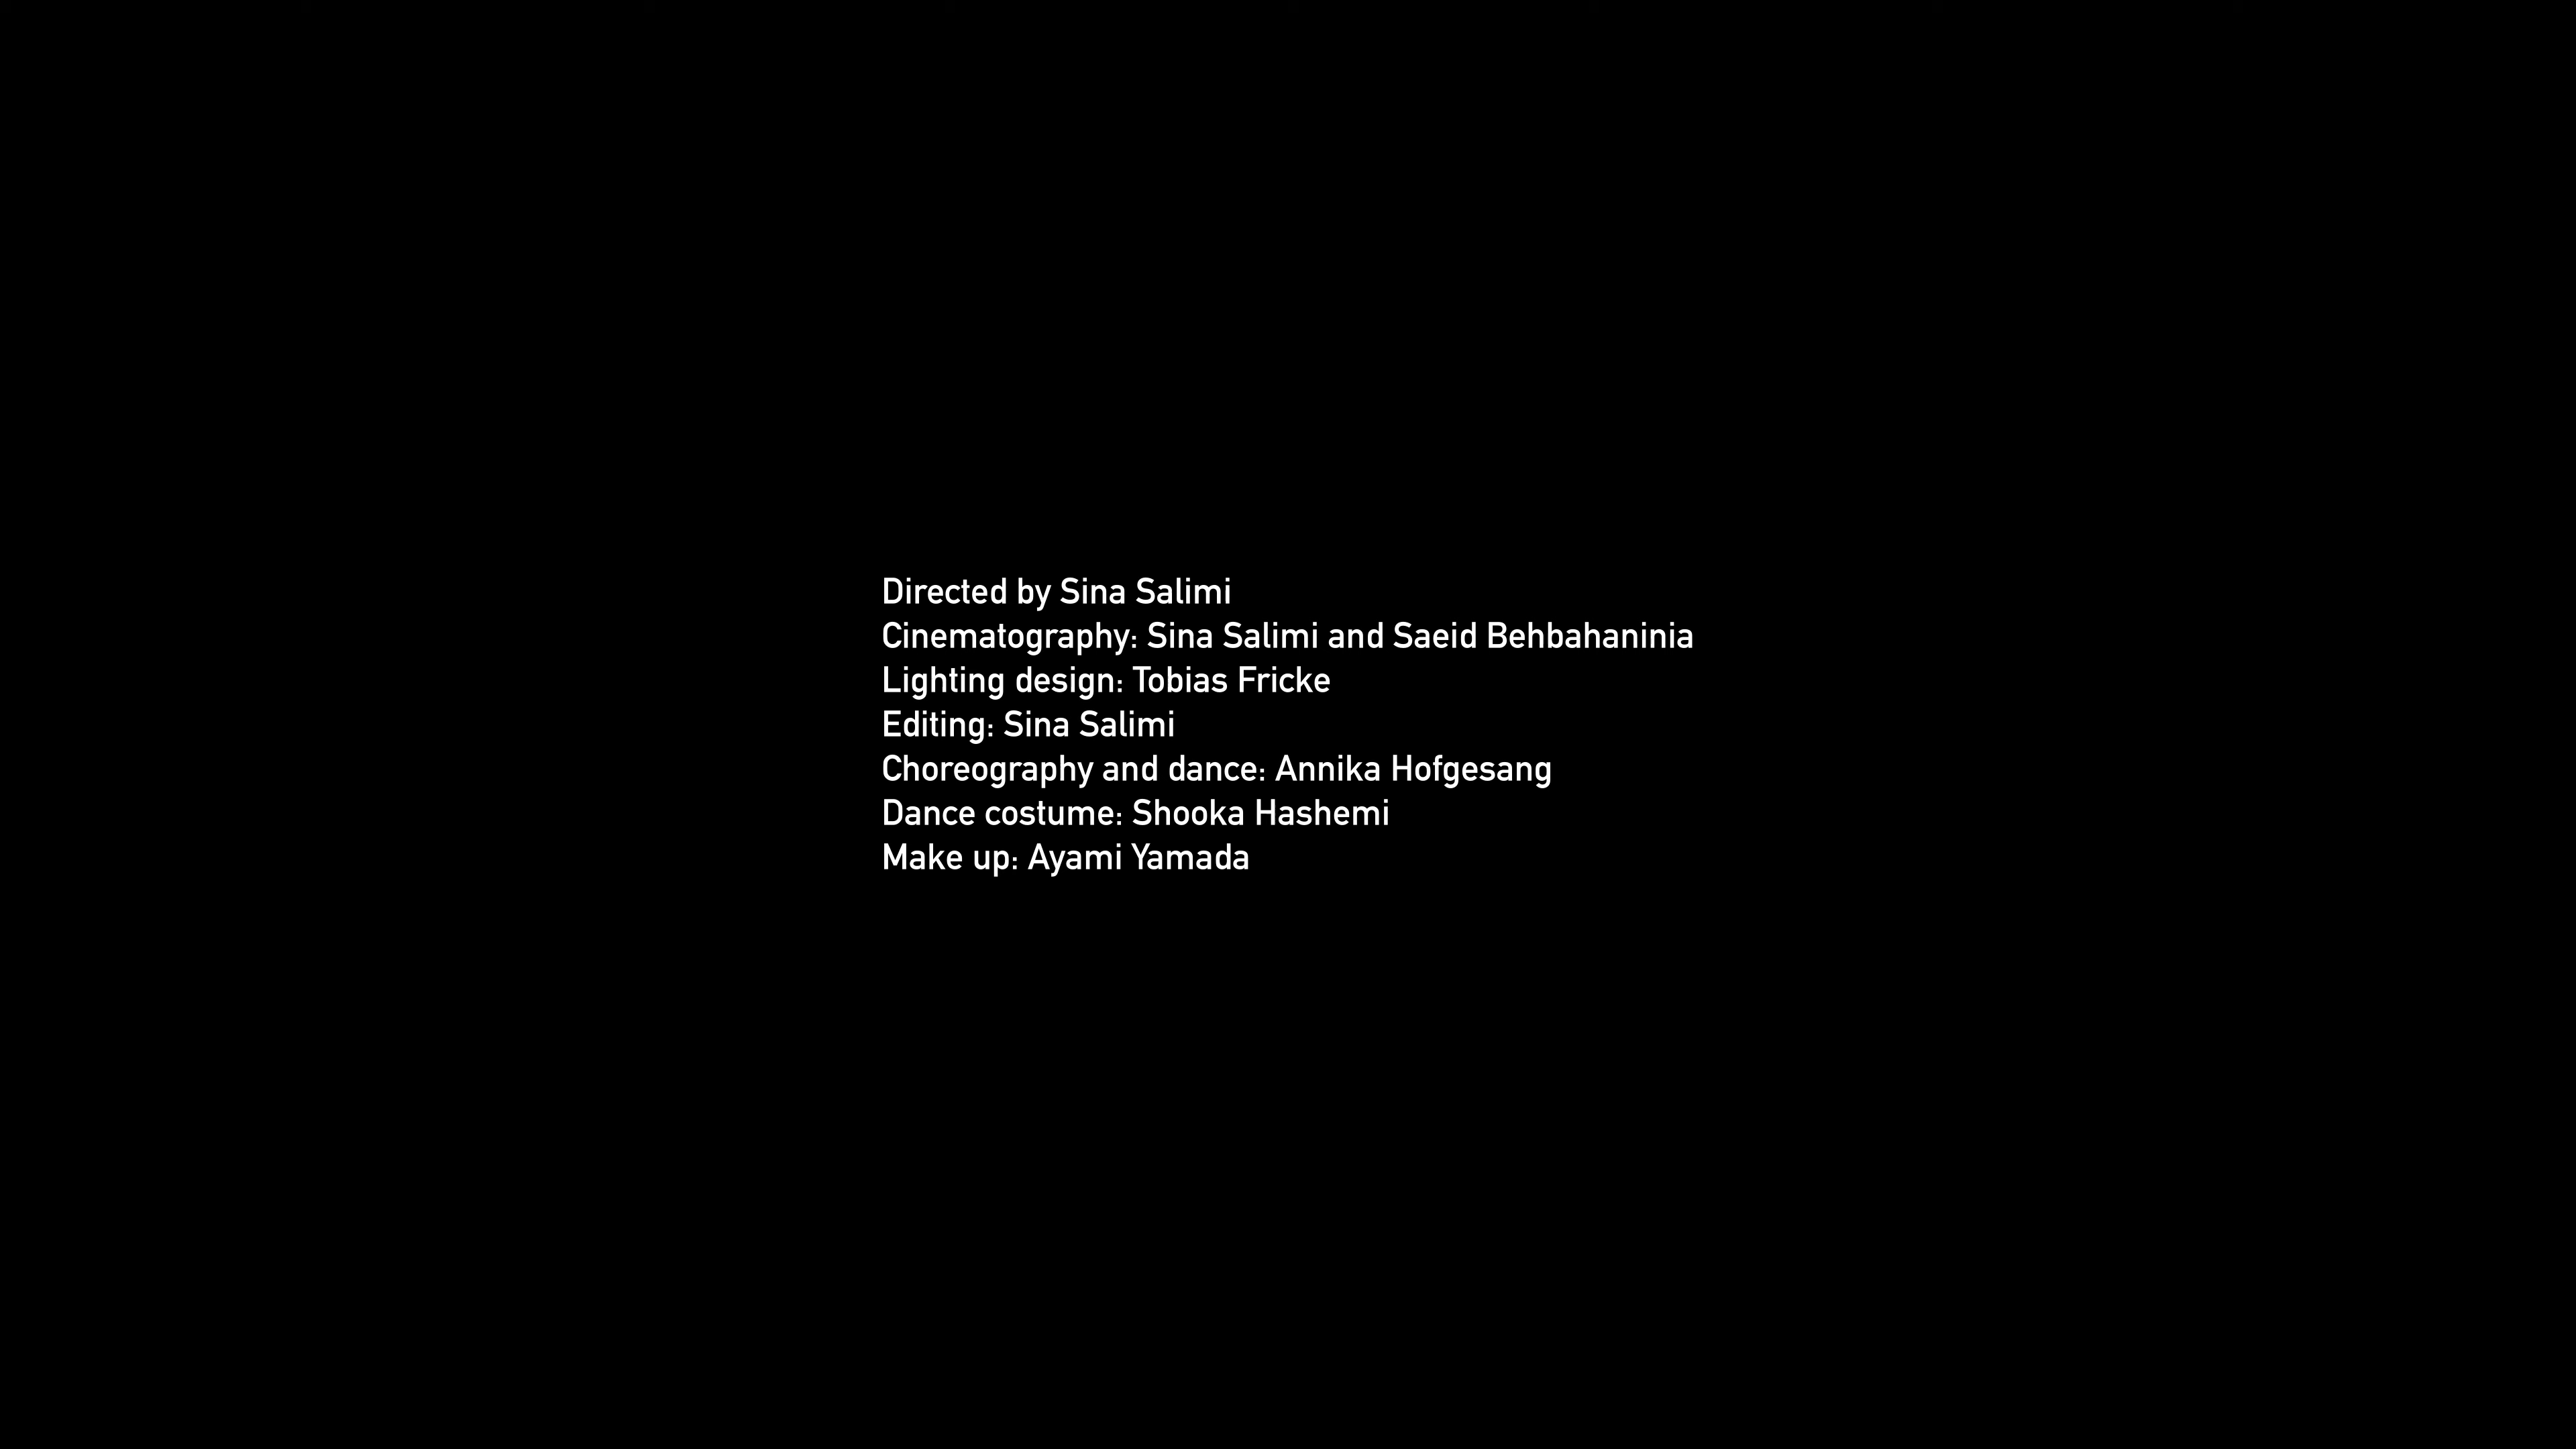 Directed by Sina Salimi
Cinematography: Sina Salimi and Saeid Behbahaninia
Lighting design: Tobias Fricke
Editing: Sina Salimi
Choreography and dance: Annika Hofgesang
Dance costume: Shooka Hashemi
Make up: Ayami Yamada